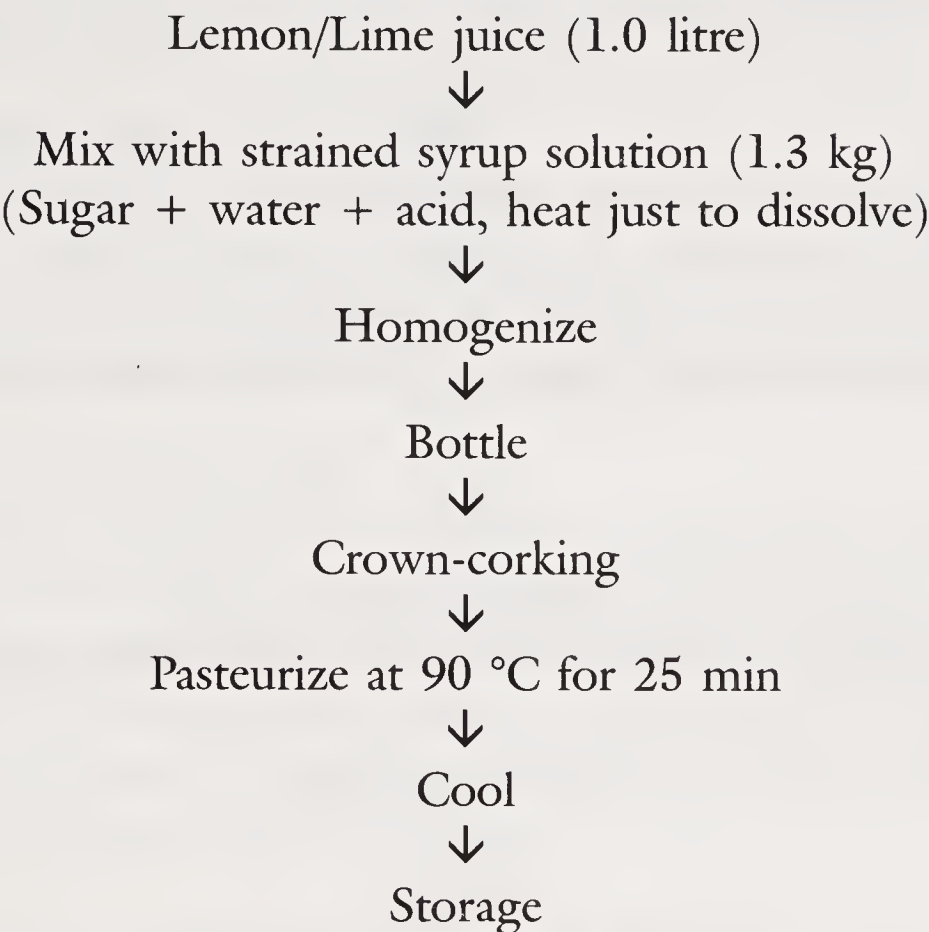 Lemon/Lime juice (1.0 litre)
↓
Mix with strained syrup solution (1.3 kg)
(Sugar + water + acid, heat just to dissolve)
↓
Homogenize
↓
Bottle
↓
Crown-corking
↓
Pasteurize at 90 °C for 25 min
↓
Cool
↓
Storage